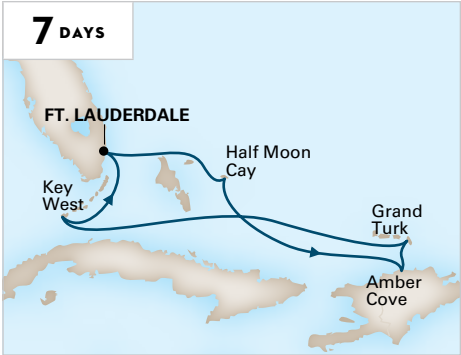 7 DAYS
FT. LAUDERDALE
Half Moon
Cay
Key
West
Grand
Turk
Amber
Cove